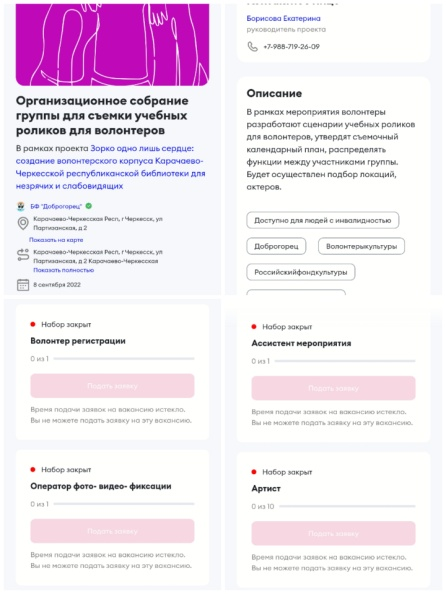 Организационное собрание
группы для съемки учебных
роликов для волонтеров
В рамках проекта Зорко одно лишь сердце:
создание волонтерского корпуса Карачаево-
Черкесской республиканской библиотеки для
незрячих и слабовидящих
БФ "Доброгорец"
Карачаево-Черкесская Респ, г Черкесск, ул
Партизанская, д 2
Показать на карте
Карачаево-Черкесская Респ, г Черкесск, ул
Партизанская, д 2 Карачаево-Черкесская
Показать полностью
8 сентября 2022
Борисова Екатерина
руководитель проекта
+7-988-719-26-09
Описание
В рамках мероприятия волонтеры
разработают сценарии учебных роликов
для волонтеров, утвердят съемочный
календарный план, распределять
функции между участниками группы.
Будет осуществлен подбор локаций,
актеров.
Доступно для людей с инвалидностью
Доброгорец
Волонтерыкультуры
Российскийфондкультуры
Набор закрыт
Волонтер регистрации
0 из 1
Подать заявку
Время подачи заявок на вакансию истекло.
Вы не можете подать заявку на эту вакансию.
Набор закрыт
Ассистент мероприятия
0 из 1
Подать заявку
Время подачи заявок на вакансию истекло.
Вы не можете подать заявку на эту вакансию.
Набор закрыт
Оператор фото- видео- фиксации
0 из 1
Подать заявку
Время подачи заявок на вакансию истекло.
Вы не можете подать заявку на эту вакансию.
Набор закрыт
Артист
0 из 10
Подать заявку
Время подачи заявок на вакансию истекло.
Вы не можете подать заявку на эту вакансию.